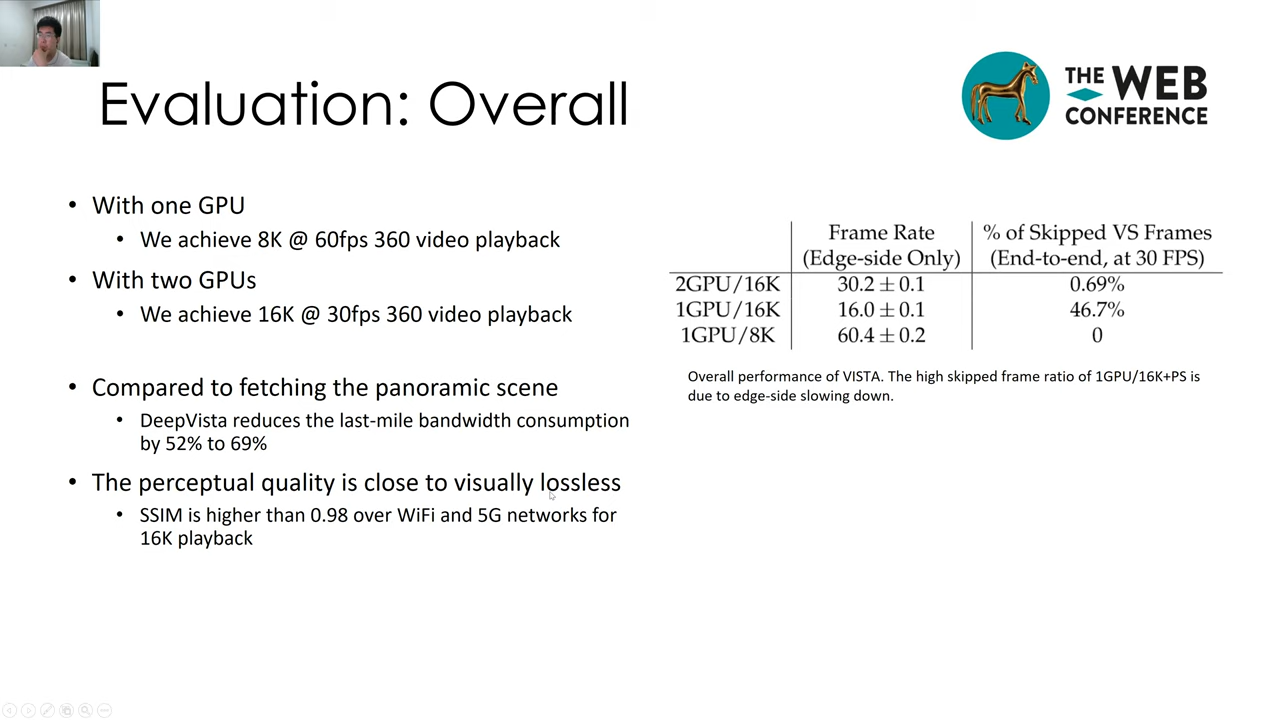 Evaluation: Overall
THE WEB
CONFERENCE
• With one GPU
• We achieve 8K @ 60fps 360 video playback
• With two GPUs
• We achieve 16K @ 30fps 360 video playback
• Compared to fetching the panoramic scene
• DeepVista reduces the last-mile bandwidth consumption
by 52% to 69%
• The perceptual quality is close to visually lossless
• SSIM is higher than 0.98 over WiFi and 5G networks for
16K playback
Frame Rate % of Skipped VS Frames
(Edge-side Only) (End-to-end, at 30 FPS)
2GPU/16K 30.2 ± 0.1 0.69%
1GPU/16K 16.0 ± 0.1 46.7%
1GPU/8K 60.4 ± 0.2 0
Overall performance of VISTA. The high skipped frame ratio of 1GPU/16K+PS is
due to edge-side slowing down.